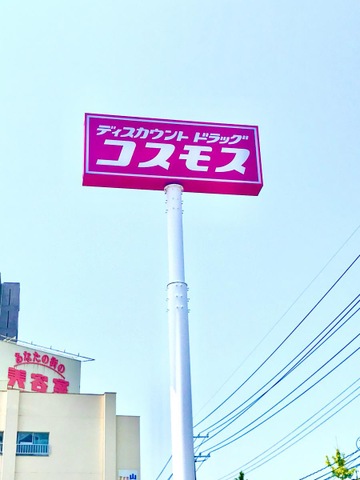 ディスカウント ドラッグ
コスモス
あなたの街の
美容室
山